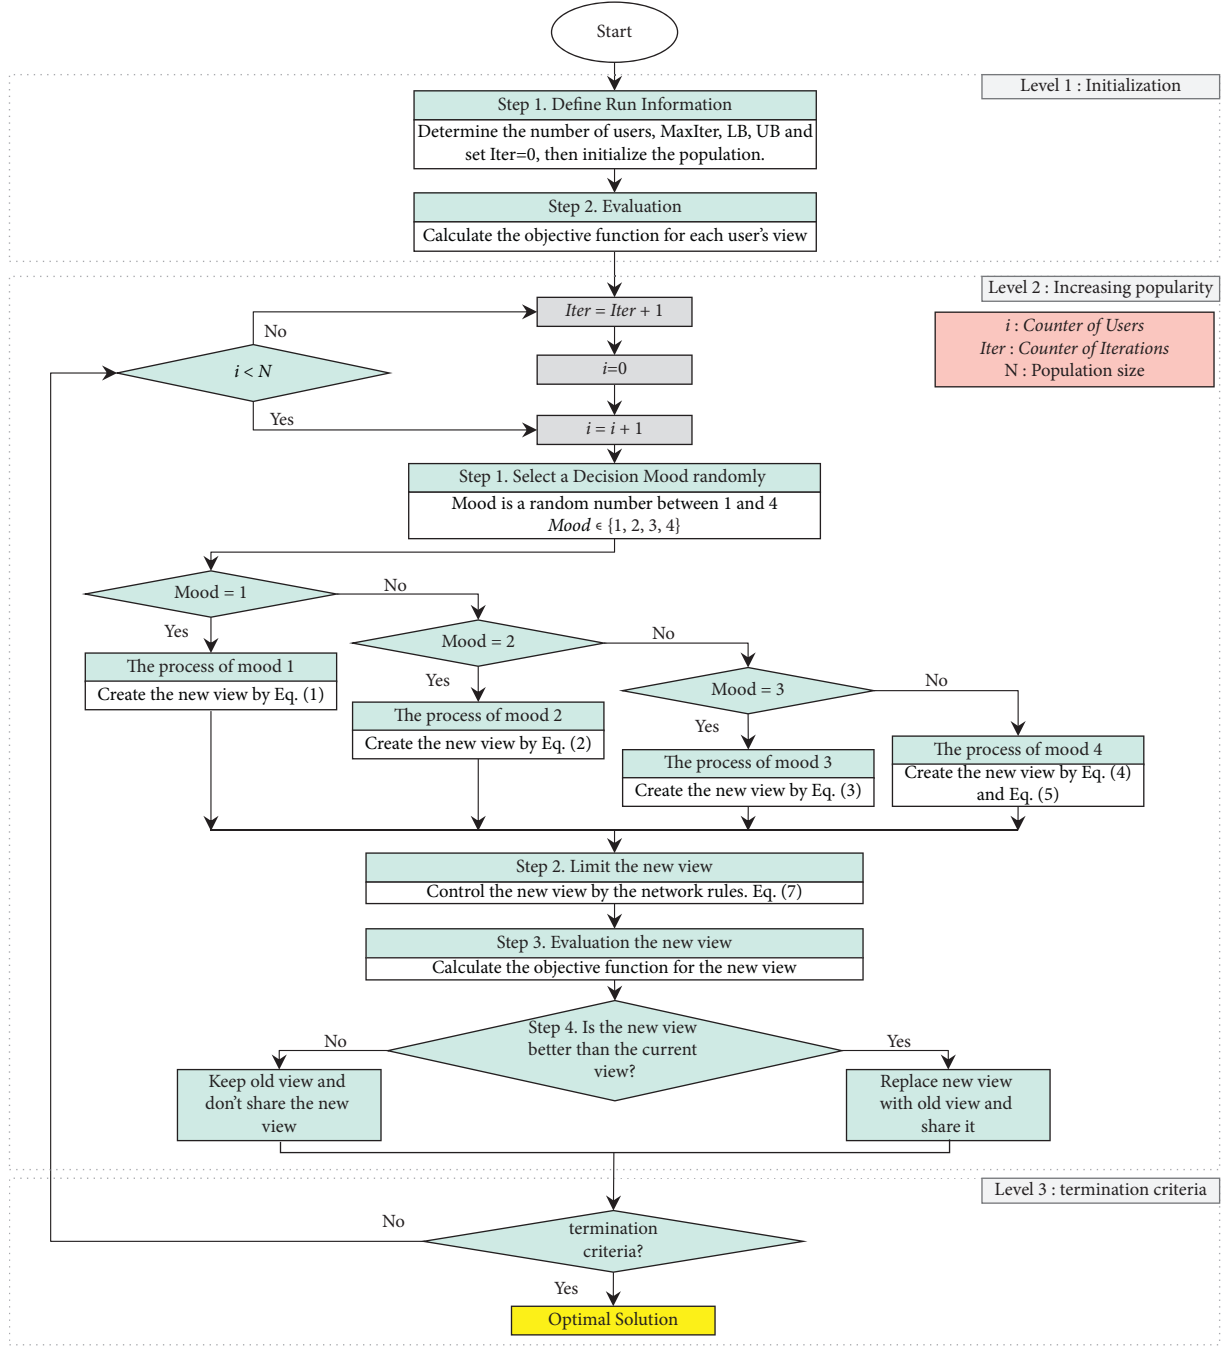 Start
Level 1 : Initialization
Step 1. Define Run Information
Determine the number of users, MaxIter, LB, UB and
set Iter=0, then initialize the population.
Step 2. Evaluation
Calculate the objective function for each user's view
Level 2 : Increasing popularity
i : Counter of Users
Iter : Counter of Iterations
N : Population size
Iter = Iter + 1
No
i < N
i=0
Yes
i = i + 1
Step 1. Select a Decision Mood randomly
Mood is a random number between 1 and 4
Mood ϵ {1, 2, 3, 4}
Mood = 1
No
Yes
The process of mood 1
Create the new view by Eq. (1)
Mood = 2
No
Yes
The process of mood 2
Create the new view by Eq. (2)
Mood = 3
No
Yes
The process of mood 3
Create the new view by Eq. (3)
The process of mood 4
Create the new view by Eq. (4)
and Eq. (5)
Step 2. Limit the new view
Control the new view by the network rules. Eq. (7)
Step 3. Evaluation the new view
Calculate the objective function for the new view
Step 4. Is the new view
better than the current
view?
No
Yes
Keep old view and
don't share the new
view
Replace new view
with old view and
share it
Level 3 : termination criteria
termination
criteria?
No
Yes
Optimal Solution